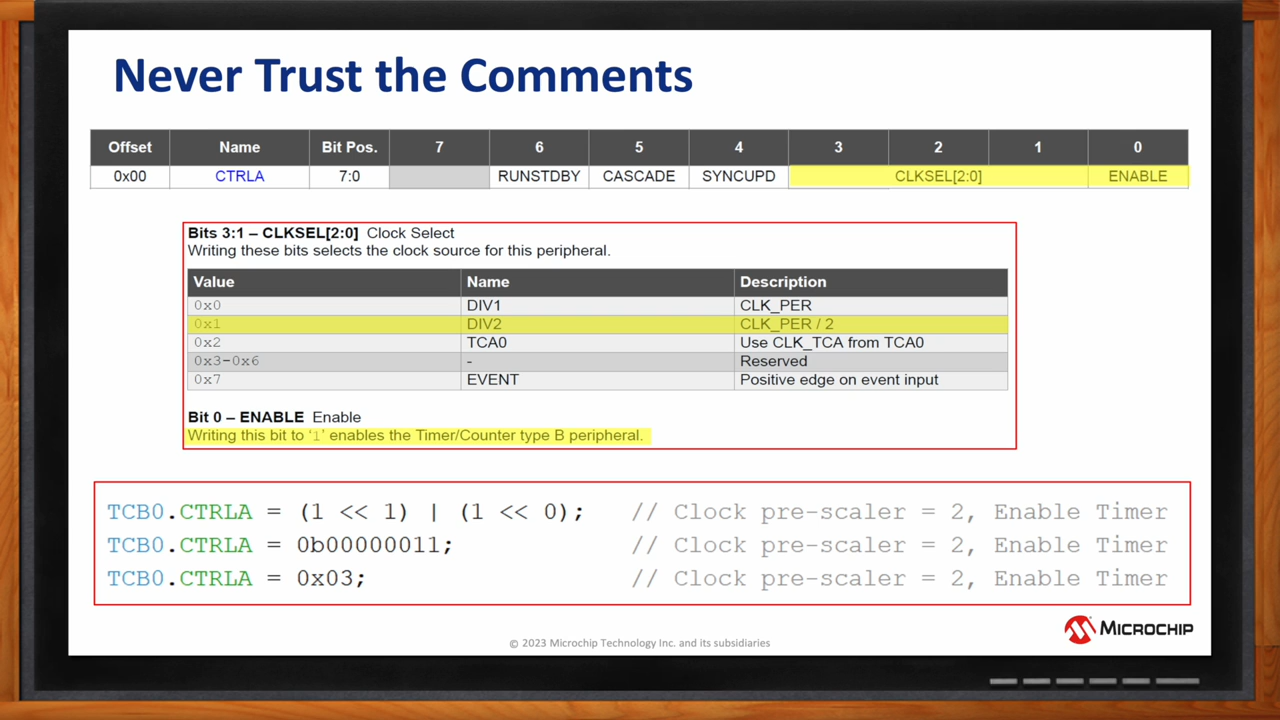 Never Trust the Comments
Offset Name Bit Pos. 7 6 5 4 3 2 1 0
0x00 CTRLA 7:0 RUNSTDBY CASCADE SYNCUPD CLKSEL[2:0] ENABLE
Bits 3:1 – CLKSEL[2:0] Clock Select
Writing these bits selects the clock source for this peripheral.
Value Name Description
0x0 DIV1 CLK_PER
0x1 DIV2 CLK_PER / 2
0x2 TCA0 Use CLK_TCA from TCA0
0x3-0x6 - Reserved
0x7 EVENT Positive edge on event input
Bit 0 – ENABLE Enable
Writing this bit to ‘1’ enables the Timer/Counter type B peripheral.
TCB0.CTRLA = (1 << 1) | (1 << 0); // Clock pre-scaler = 2, Enable Timer
TCB0.CTRLA = 0b00000011; // Clock pre-scaler = 2, Enable Timer
TCB0.CTRLA = 0x03; // Clock pre-scaler = 2, Enable Timer
MICROCHIP
© 2023 Microchip Technology Inc. and its subsidiaries